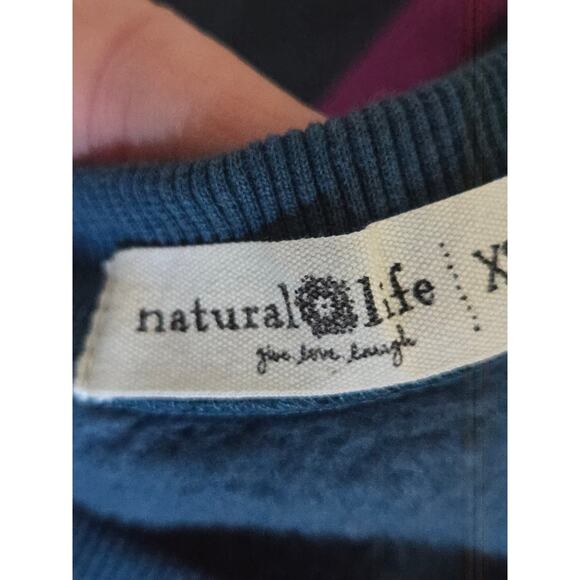 natural life
give. love. laugh
X